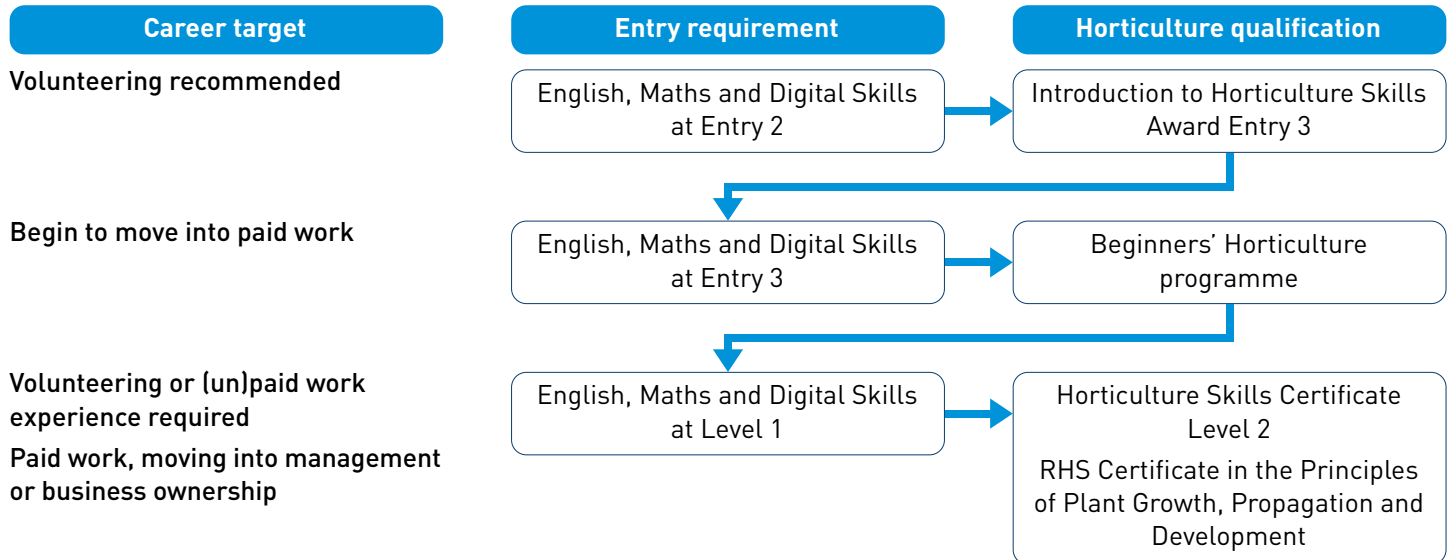 Career target
Entry requirement
Horticulture qualification
Volunteering recommended
English, Maths and Digital Skills
at Entry 2
Introduction to Horticulture Skills
Award Entry 3
Begin to move into paid work
English, Maths and Digital Skills
at Entry 3
Beginners’ Horticulture
programme
Volunteering or (un)paid work
experience required
Paid work, moving into management
or business ownership
English, Maths and Digital Skills
at Level 1
Horticulture Skills Certificate
Level 2
RHS Certificate in the Principles
of Plant Growth, Propagation and
Development